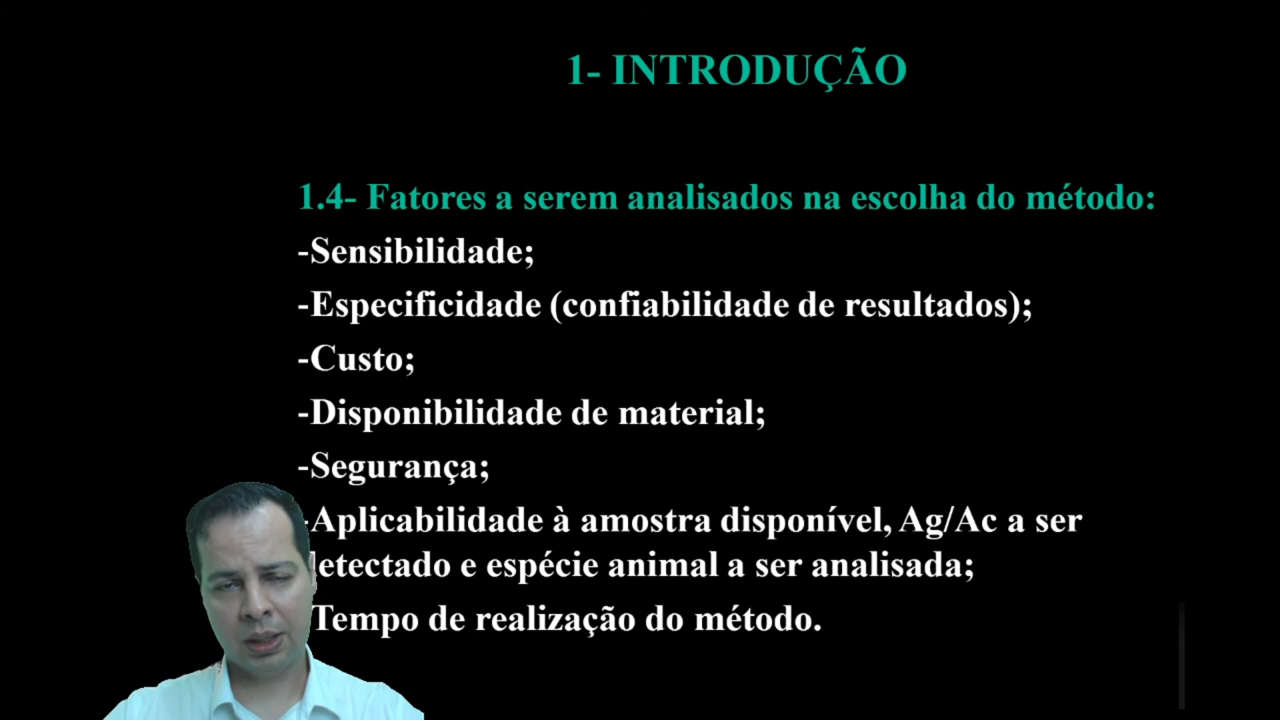 1- INTRODUÇÃO
1.4- Fatores a serem analisados na escolha do método:
-Sensibilidade;
-Especificidade (confiabilidade de resultados);
-Custo;
-Disponibilidade de material;
-Segurança;
-Aplicabilidade à amostra disponível, Ag/Ac a ser
detectado e espécie animal a ser analisada;
Tempo de realização do método.